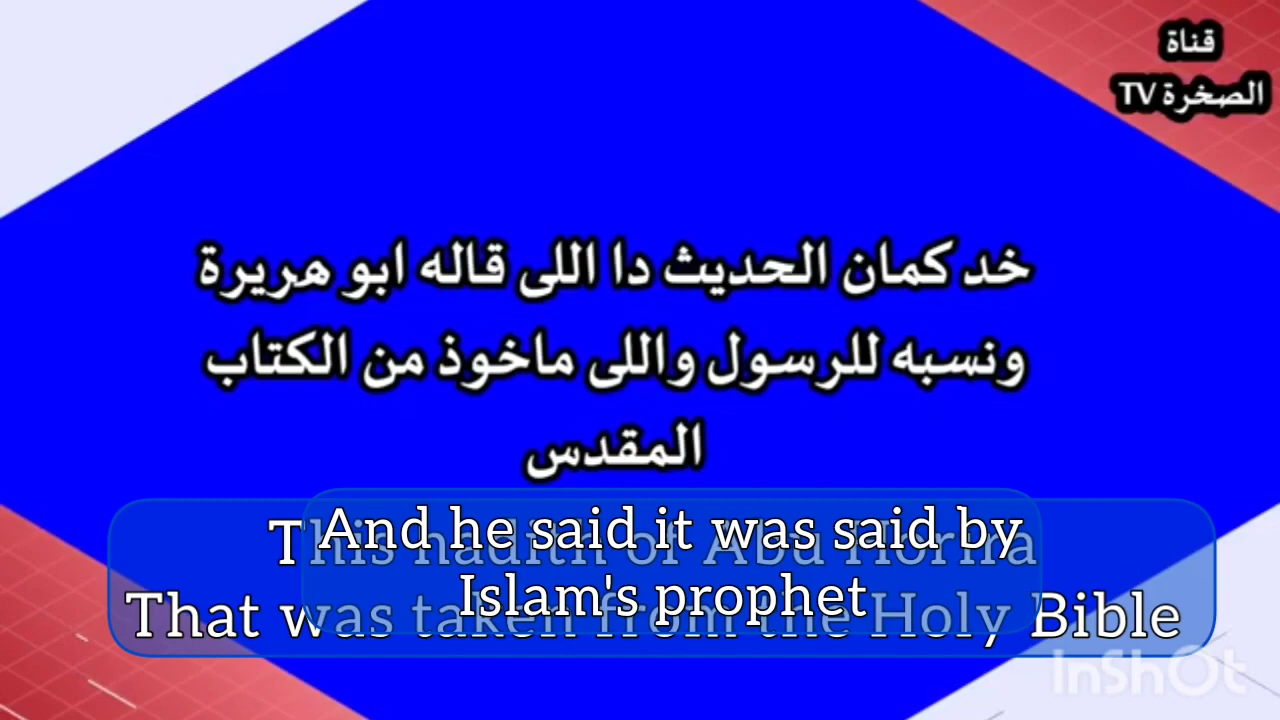 قناة
الصخرة TV
خد كمان الحديث دا اللى قاله ابو هريرة
ونسبه للرسول واللى ماخوذ من الكتاب
المقدس
And he said it was said by
Islam's prophet
This hadith of Abu Horira
That was taken from the Holy Bible
InShOt